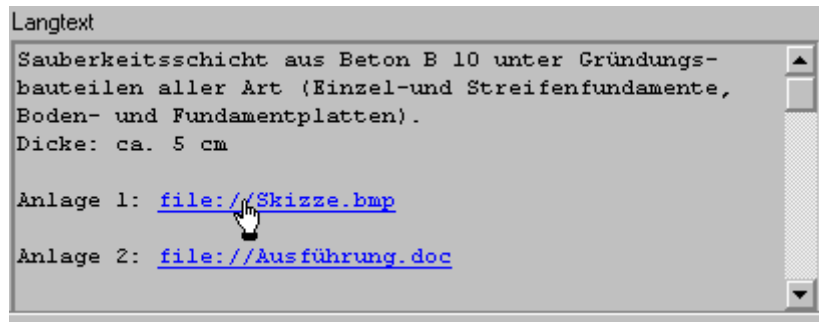 Langtext
Sauberkeitsschicht aus Beton B 10 unter Gründungs-
bauteilen aller Art (Einzel-und Streifenfundamente,
Boden- und Fundamentplatten).
Dicke: ca. 5 cm
Anlage 1: file://Skizze.bmp
Anlage 2: file://Ausführung.doc